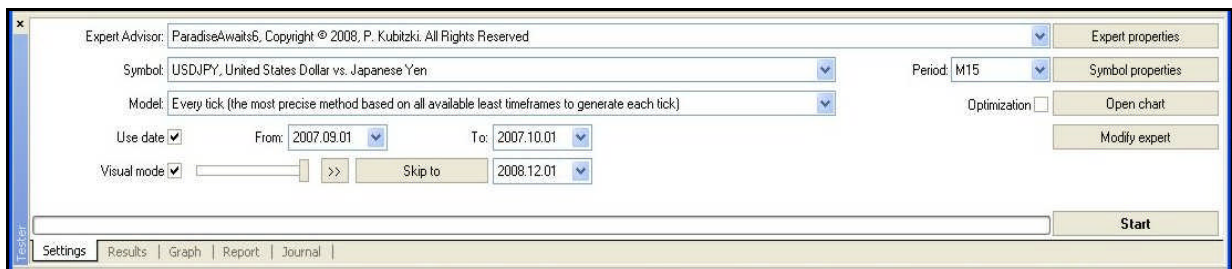 ×
Expert Advisor: ParadiseAwaits6, Copyright © 2008, P. Kubitzki. All Rights Reserved Expert properties
Symbol: USDJPY, United States Dollar vs. Japanese Yen Period: M15 Symbol properties
Model: Every tick (the most precise method based on all available least timeframes to generate each tick) Optimization Open chart
Use date From: 2007.09.01 To: 2007.10.01 Modify expert
Visual mode >> Skip to 2008.12.01
Start
Tester
Settings | Results | Graph | Report | Journal |